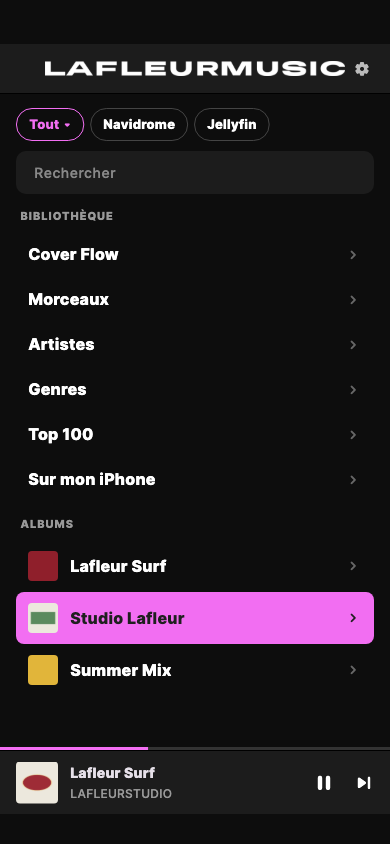 LAFLEURMUSIC
Tout
Navidrome
Jellyfin
Rechercher
BIBLIOTHÈQUE
Cover Flow
Morceaux
Artistes
Genres
Top 100
Sur mon iPhone
ALBUMS
Lafleur Surf
Studio Lafleur
Summer Mix
Lafleur Surf
LAFLEURSTUDIO